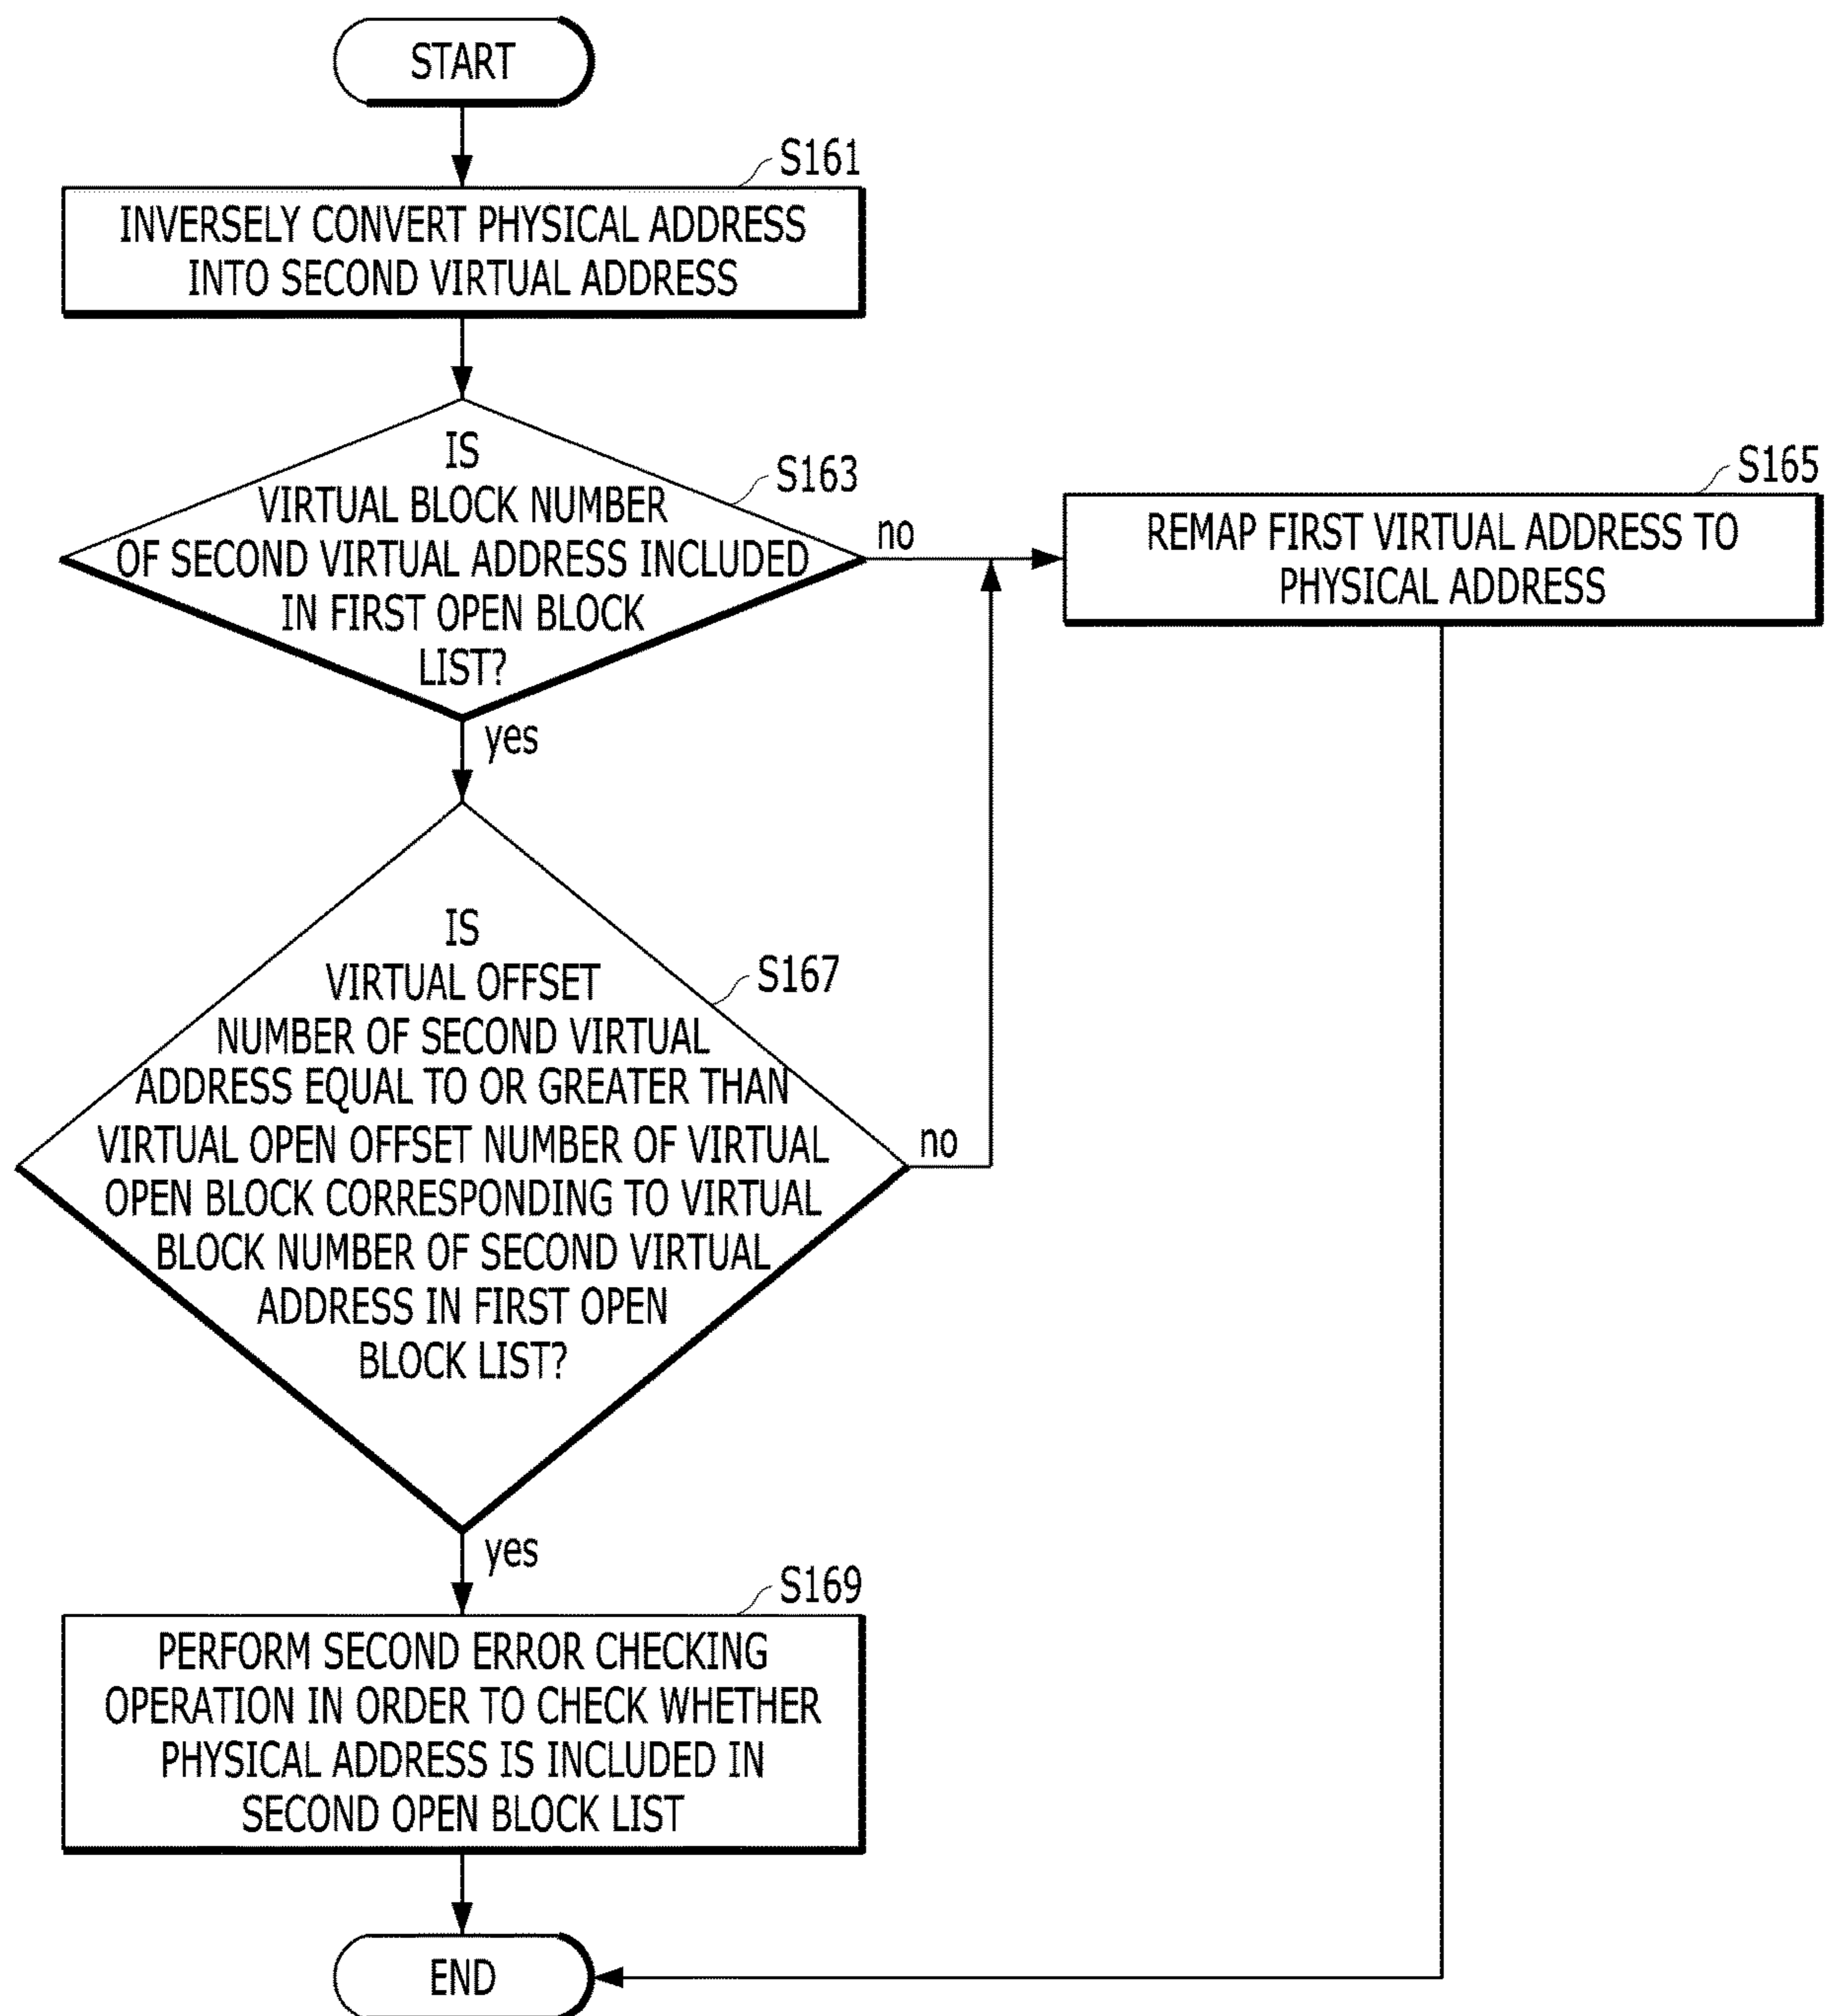 START
S161
INVERSELY CONVERT PHYSICAL ADDRESS
INTO SECOND VIRTUAL ADDRESS
S163
IS
VIRTUAL BLOCK NUMBER
OF SECOND VIRTUAL ADDRESS INCLUDED
IN FIRST OPEN BLOCK
LIST?
no
yes
S165
REMAP FIRST VIRTUAL ADDRESS TO
PHYSICAL ADDRESS
S167
IS
VIRTUAL OFFSET
NUMBER OF SECOND VIRTUAL
ADDRESS EQUAL TO OR GREATER THAN
VIRTUAL OPEN OFFSET NUMBER OF VIRTUAL
OPEN BLOCK CORRESPONDING TO VIRTUAL
BLOCK NUMBER OF SECOND VIRTUAL
ADDRESS IN FIRST OPEN
BLOCK LIST?
no
yes
S169
PERFORM SECOND ERROR CHECKING
OPERATION IN ORDER TO CHECK WHETHER
PHYSICAL ADDRESS IS INCLUDED IN
SECOND OPEN BLOCK LIST
END